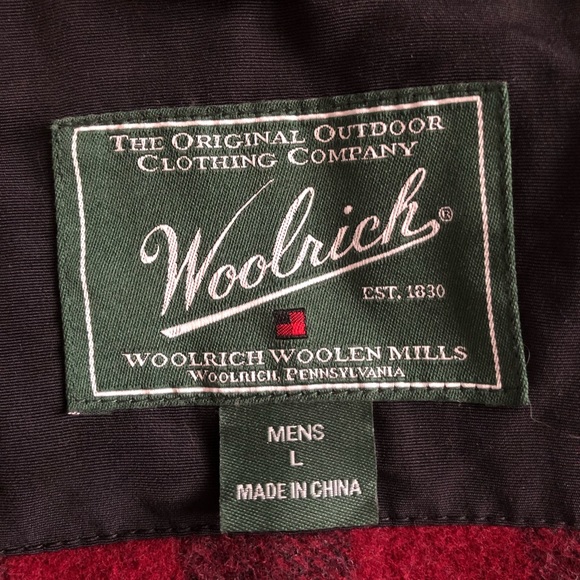 THE ORIGINAL OUTDOOR
CLOTHING COMPANY
Woolrich®
EST. 1830
WOOLRICH WOOLEN MILLS
WOOLRICH, PENNSYLVANIA
MENS
L
MADE IN CHINA